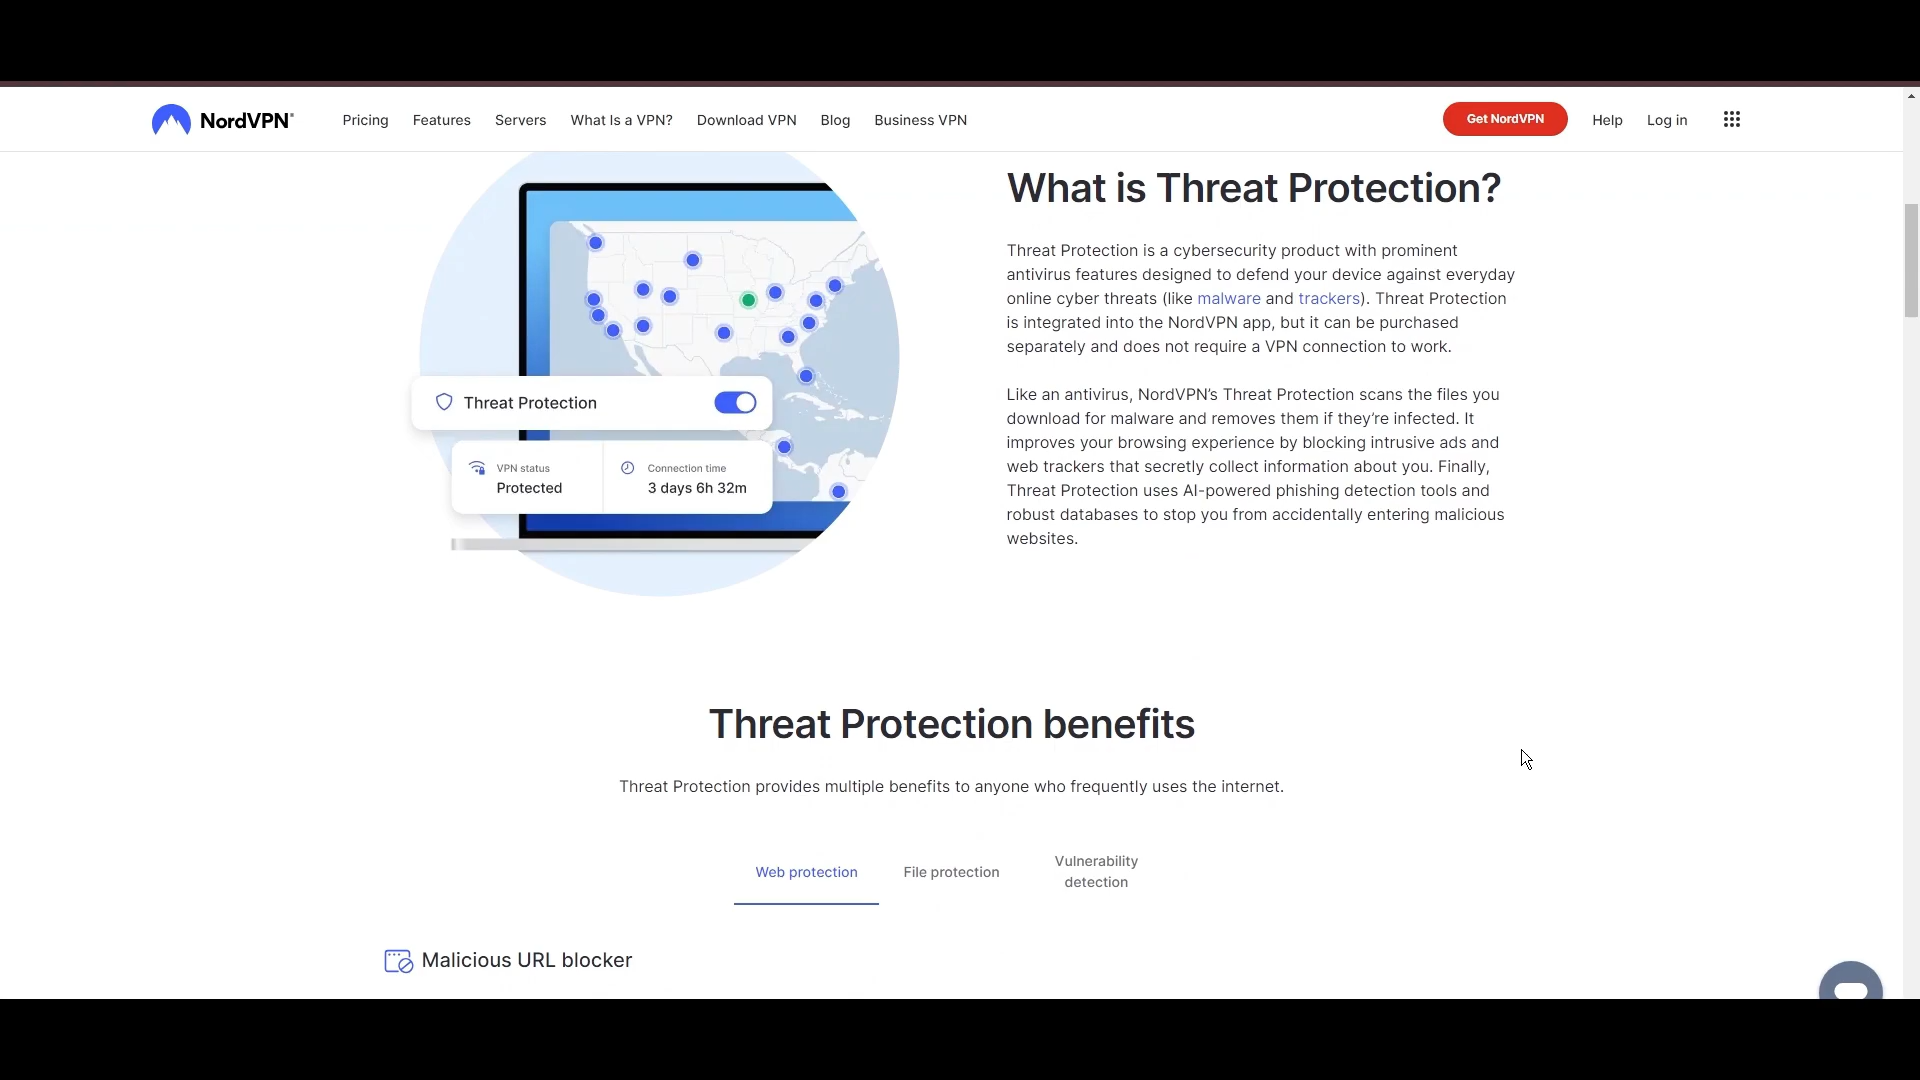 NordVPN®
Pricing
Features
Servers
What Is a VPN?
Download VPN
Blog
Business VPN
Get NordVPN
Help
Log in
Threat Protection
VPN status
Protected
Connection time
3 days 6h 32m
What is Threat Protection?
Threat Protection is a cybersecurity product with prominent
antivirus features designed to defend your device against everyday
online cyber threats (like malware and trackers). Threat Protection
is integrated into the NordVPN app, but it can be purchased
separately and does not require a VPN connection to work.
Like an antivirus, NordVPN’s Threat Protection scans the files you
download for malware and removes them if they’re infected. It
improves your browsing experience by blocking intrusive ads and
web trackers that secretly collect information about you. Finally,
Threat Protection uses AI-powered phishing detection tools and
robust databases to stop you from accidentally entering malicious
websites.
Threat Protection benefits
Threat Protection provides multiple benefits to anyone who frequently uses the internet.
Web protection
File protection
Vulnerability
detection
Malicious URL blocker